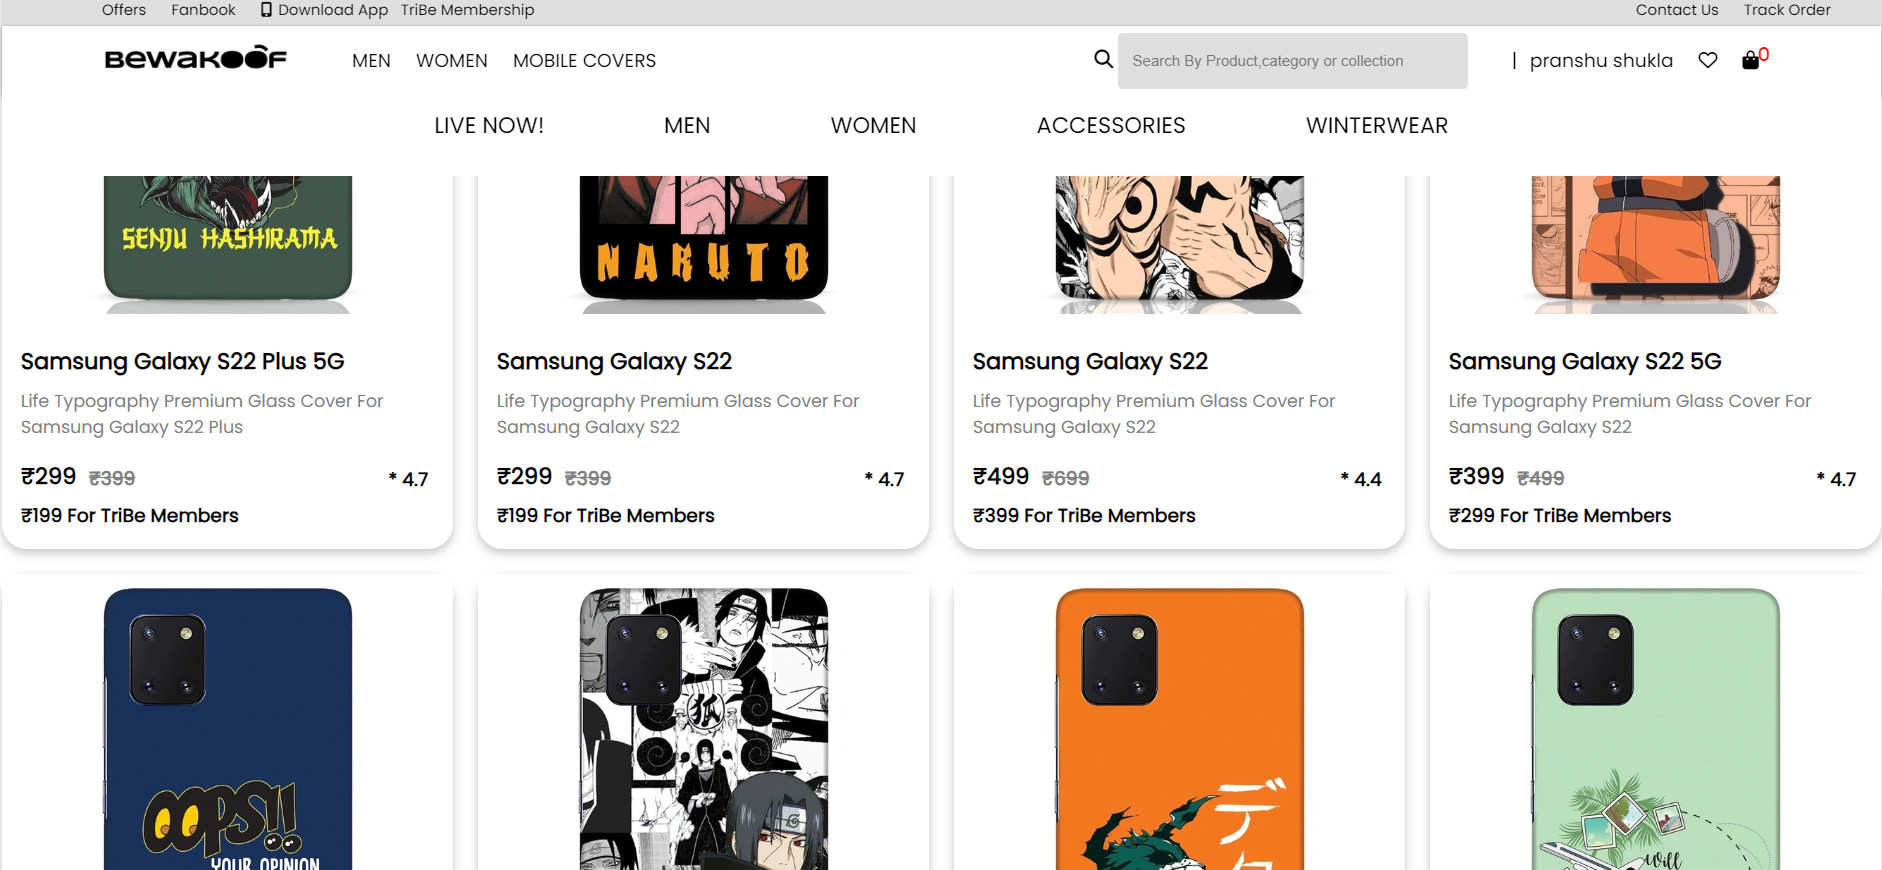 Offers Fanbook Download App TriBe Membership Contact Us Track Order
BEWAKOOF MEN WOMEN MOBILE COVERS Search By Product,category or collection | pranshu shukla 0
LIVE NOW! MEN WOMEN ACCESSORIES WINTERWEAR
SENJU HASHIRAMA
NARUTO
Samsung Galaxy S22 Plus 5G
Life Typography Premium Glass Cover For
Samsung Galaxy S22 Plus
₹299 ₹399 * 4.7
₹199 For TriBe Members
Samsung Galaxy S22
Life Typography Premium Glass Cover For
Samsung Galaxy S22
₹299 ₹399 * 4.7
₹199 For TriBe Members
Samsung Galaxy S22
Life Typography Premium Glass Cover For
Samsung Galaxy S22
₹499 ₹699 * 4.4
₹399 For TriBe Members
Samsung Galaxy S22 5G
Life Typography Premium Glass Cover For
Samsung Galaxy S22
₹399 ₹499 * 4.7
₹299 For TriBe Members
OOPS!!
YOUR OPINION
狐
will